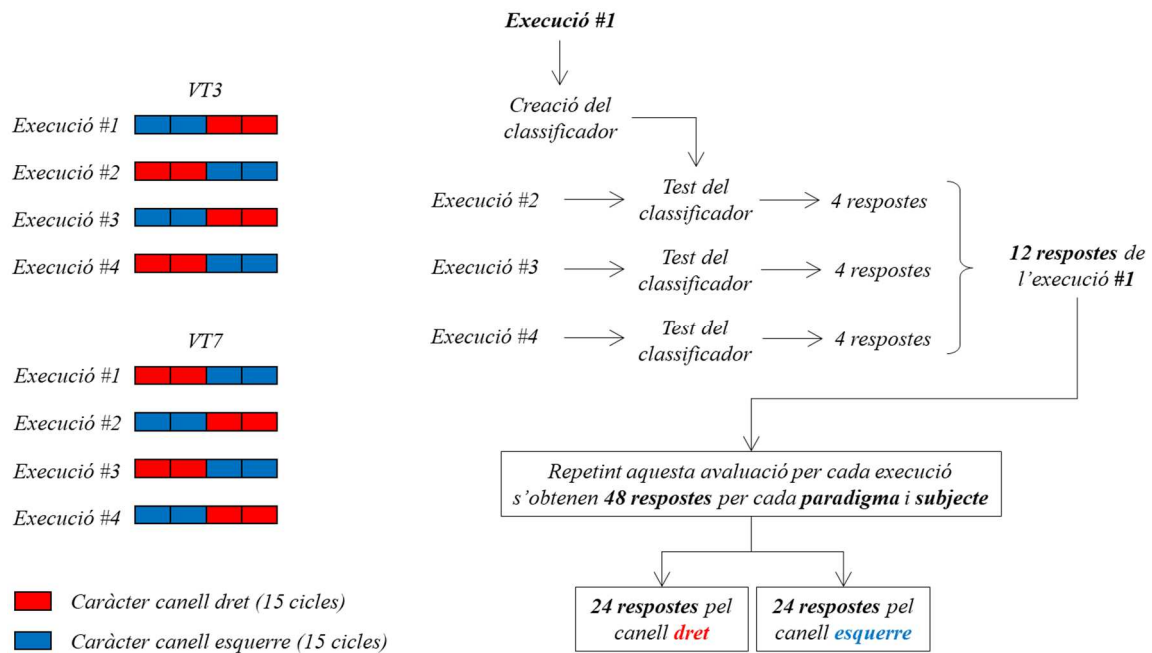 VT3
Execució #1
Execució #2
Execució #3
Execució #4
VT7
Execució #1
Execució #2
Execució #3
Execució #4
Caràcter canell dret (15 cicles)
Caràcter canell esquerre (15 cicles)
Execució #1
Creació del
classificador
Execució #2
Test del
classificador
4 respostes
Execució #3
Test del
classificador
4 respostes
Execució #4
Test del
classificador
4 respostes
12 respostes de
l’execució #1
Repetint aquesta avaluació per cada execució
s’obtenen 48 respostes per cada paradigma i subjecte
24 respostes pel
canell dret
24 respostes pel
canell esquerre